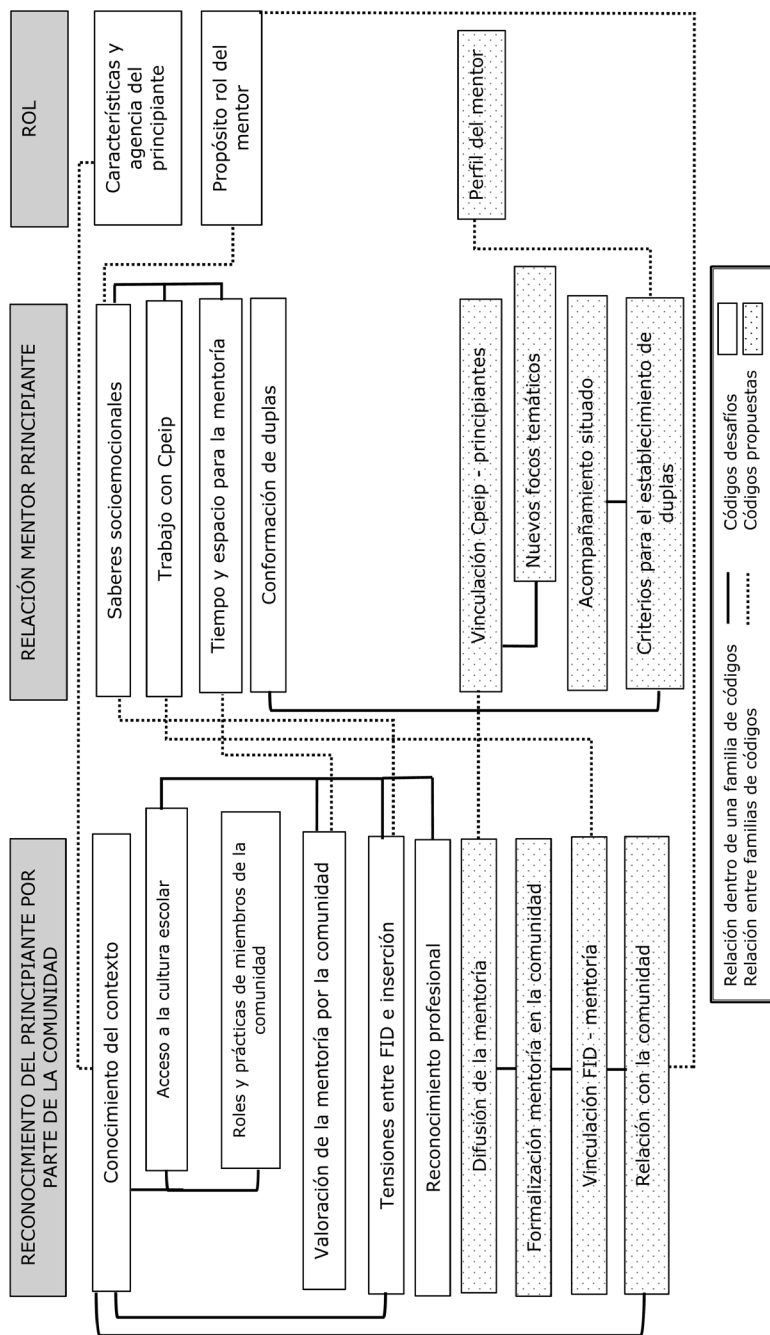 RECONOCIMIENTO DEL PRINCIPIANTE POR
PARTE DE LA COMUNIDAD
Conocimiento del contexto
Acceso a la cultura escolar
Roles y prácticas de miembros de la
comunidad
Valoración de la mentoría por la comunidad
Tensiones entre FID e inserción
Reconocimiento profesional
Difusión de la mentoría
Formalización mentoría en la comunidad
Vinculación FID - mentoría
Relación con la comunidad
RELACIÓN MENTOR PRINCIPIANTE
Saberes socioemocionales
Trabajo con Cpeip
Tiempo y espacio para la mentoría
Conformación de duplas
Vinculación Cpeip - principiantes
Nuevos focos temáticos
Acompañamiento situado
Criterios para el establecimiento de
duplas
ROL
Características y
agencia del
principiante
Propósito rol del
mentor
Perfil del mentor
Relación dentro de una familia de códigos
Relación entre familias de códigos
Códigos desafíos
Códigos propuestas